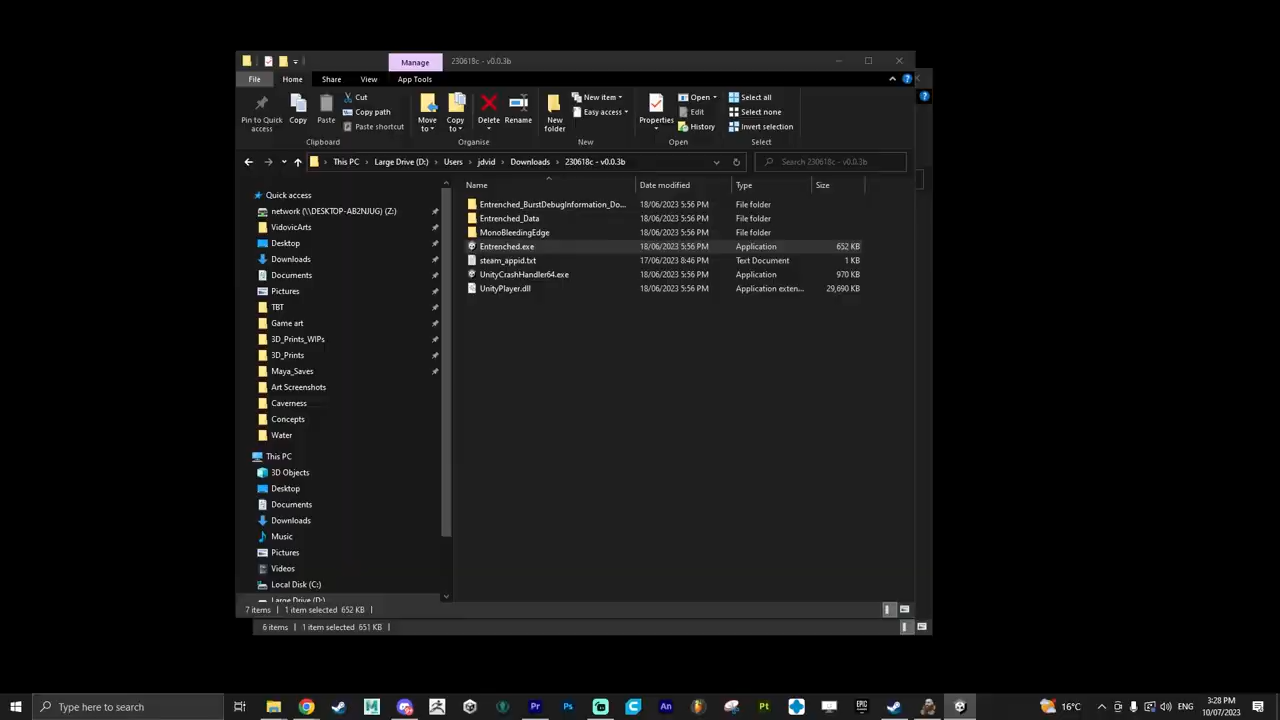 Manage
230618c - v0.0.3b
File
Home
Share
View
App Tools
Pin to Quick access
Copy
Paste
Cut
Copy path
Paste shortcut
Clipboard
Move to
Copy to
Delete
Rename
Organise
New folder
New item
Easy access
New
Properties
Open
Edit
History
Open
Select all
Select none
Invert selection
Select
This PC
Large Drive (D:)
Users
jdvid
Downloads
230618c - v0.0.3b
Search 230618c - v0.0.3b
Quick access
network (\\DESKTOP-AB2NJUG) (Z:)
VidovicArts
Desktop
Downloads
Documents
Pictures
TBT
Game art
3D_Prints_WIPs
3D_Prints
Maya_Saves
Art Screenshots
Caverness
Concepts
Water
This PC
3D Objects
Desktop
Documents
Downloads
Music
Pictures
Videos
Local Disk (C:)
Large Drive (D:)
Name Date modified Type Size
Entrenched_BurstDebugInformation_Do... 18/06/2023 5:56 PM File folder
Entrenched_Data 18/06/2023 5:56 PM File folder
MonoBleedingEdge 18/06/2023 5:56 PM File folder
Entrenched.exe 18/06/2023 5:56 PM Application 652 KB
steam_appid.txt 17/06/2023 8:46 PM Text Document 1 KB
UnityCrashHandler64.exe 18/06/2023 5:56 PM Application 970 KB
UnityPlayer.dll 18/06/2023 5:56 PM Application exten... 29,690 KB
7 items 1 item selected 652 KB
6 items 1 item selected 651 KB
Type here to search
Pr
Ps
An
Pt
EPIC
16°C
ENG
3:28 PM
10/07/2023